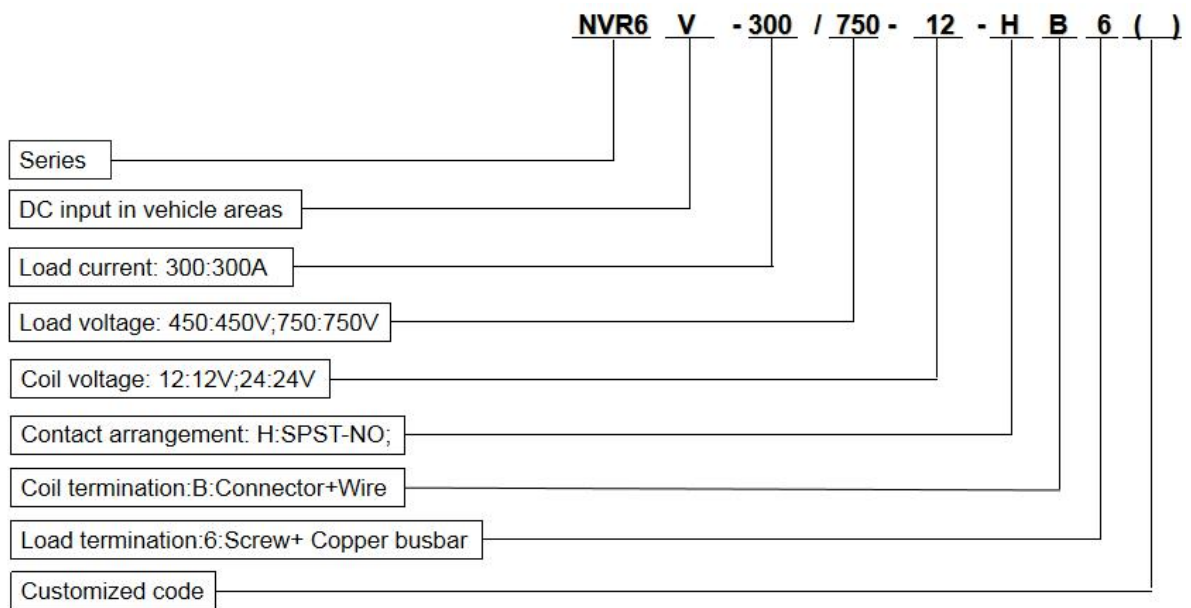 NVR6 V - 300 / 750 - 12 - H B 6 ( )
Series
DC input in vehicle areas
Load current: 300:300A
Load voltage: 450:450V;750:750V
Coil voltage: 12:12V;24:24V
Contact arrangement: H:SPST-NO;
Coil termination:B:Connector+Wire
Load termination:6:Screw+ Copper busbar
Customized code